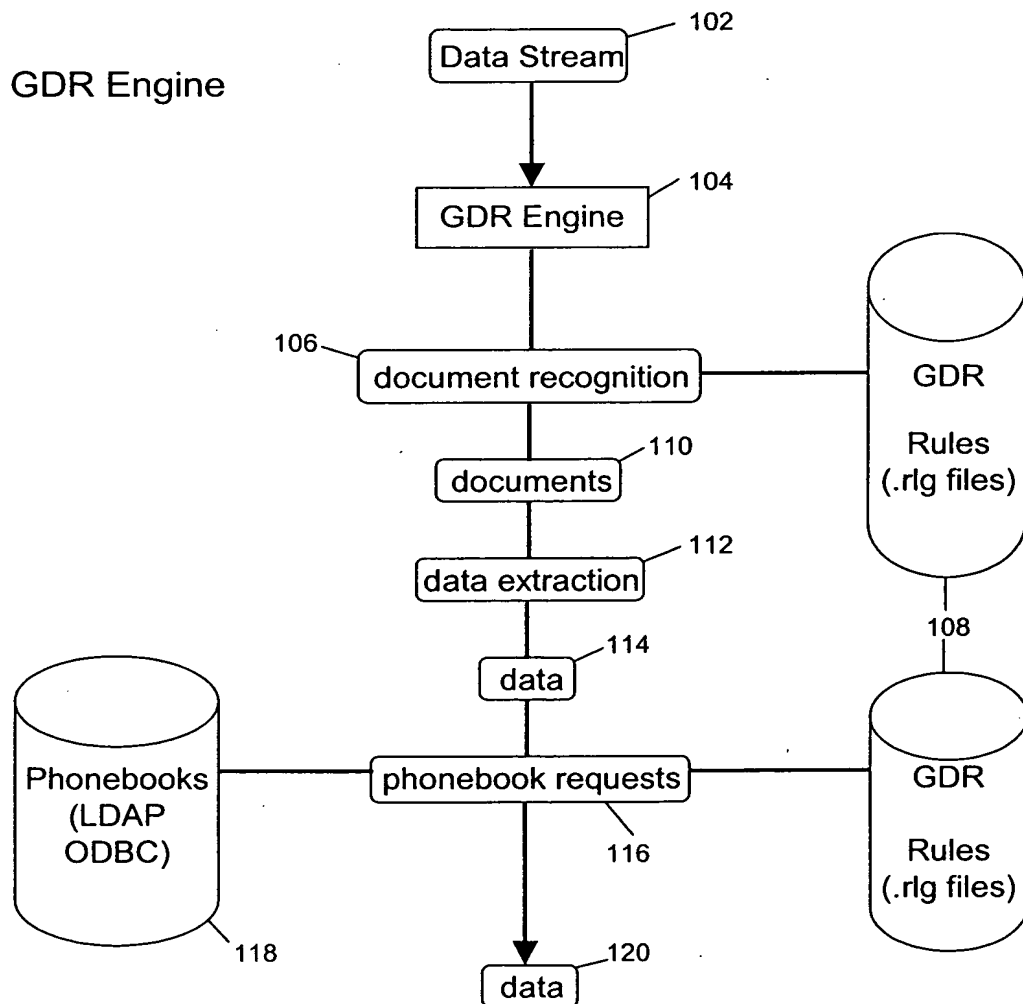 102
Data Stream
GDR Engine
104
GDR Engine
106
document recognition
GDR
Rules
(.rlg files)
110
documents
112
data extraction
108
114
data
Phonebooks
(LDAP
ODBC)
phonebook requests
GDR
Rules
(.rlg files)
116
118
120
data